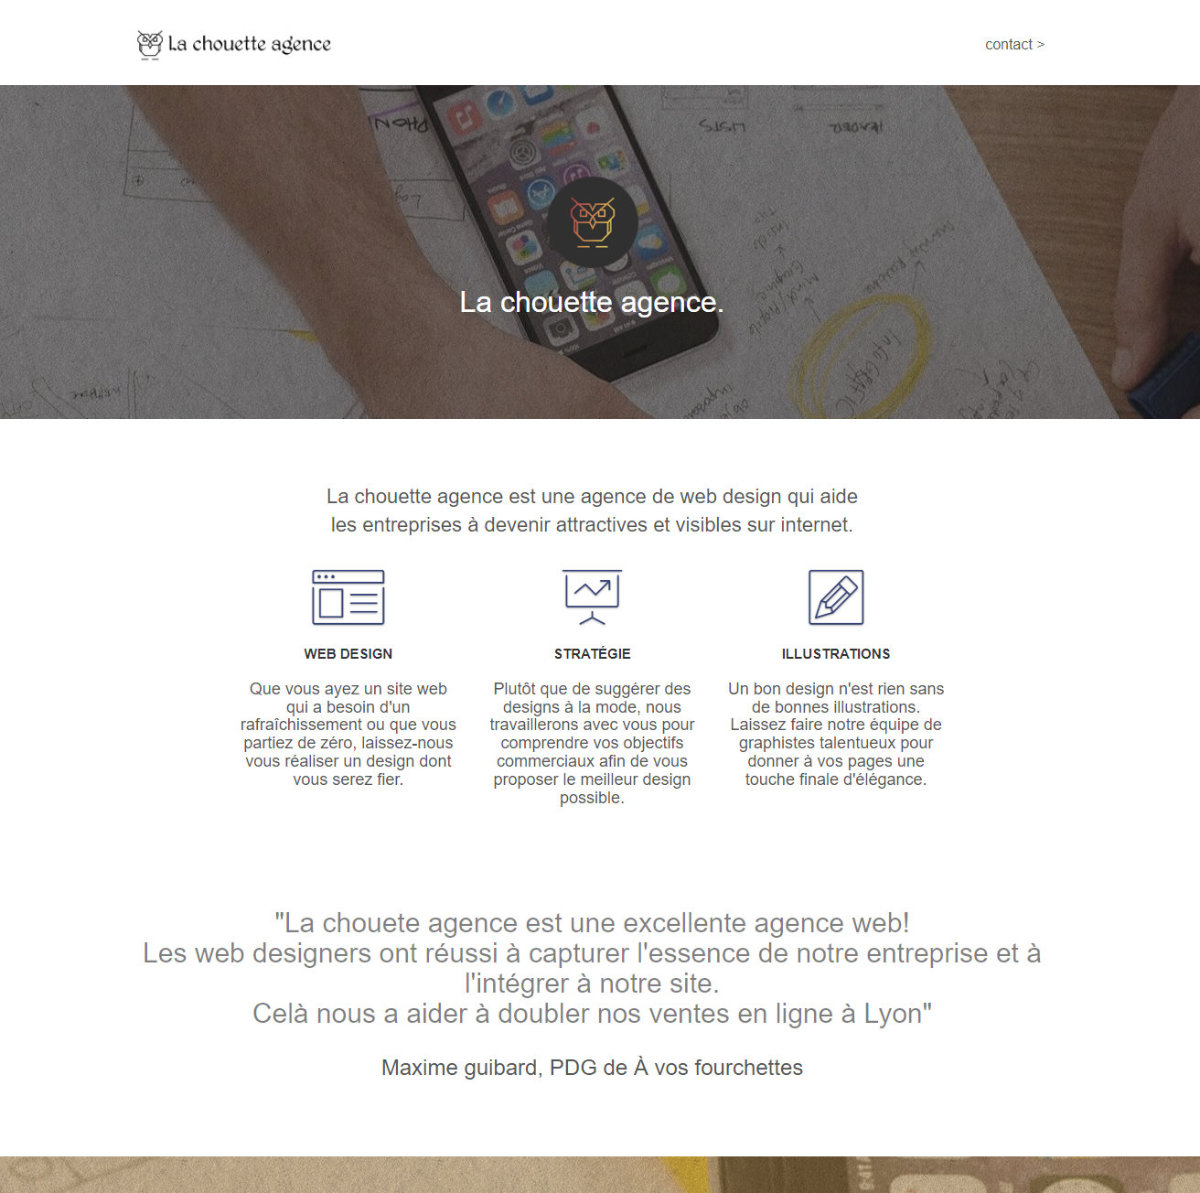 La chouette agence
contact >
LISTS
HEADER
La chouette agence.
La chouette agence est une agence de web design qui aide
les entreprises à devenir attractives et visibles sur internet.
WEB DESIGN
Que vous ayez un site web
qui a besoin d'un
rafraîchissement ou que vous
partiez de zéro, laissez-nous
vous réaliser un design dont
vous serez fier.
STRATÉGIE
Plutôt que de suggérer des
designs à la mode, nous
travaillerons avec vous pour
comprendre vos objectifs
commerciaux afin de vous
proposer le meilleur design
possible.
ILLUSTRATIONS
Un bon design n'est rien sans
de bonnes illustrations.
Laissez faire notre équipe de
graphistes talentueux pour
donner à vos pages une
touche finale d'élégance.
"La chouete agence est une excellente agence web!
Les web designers ont réussi à capturer l'essence de notre entreprise et à
l'intégrer à notre site.
Celà nous a aider à doubler nos ventes en ligne à Lyon"
Maxime guibard, PDG de À vos fourchettes